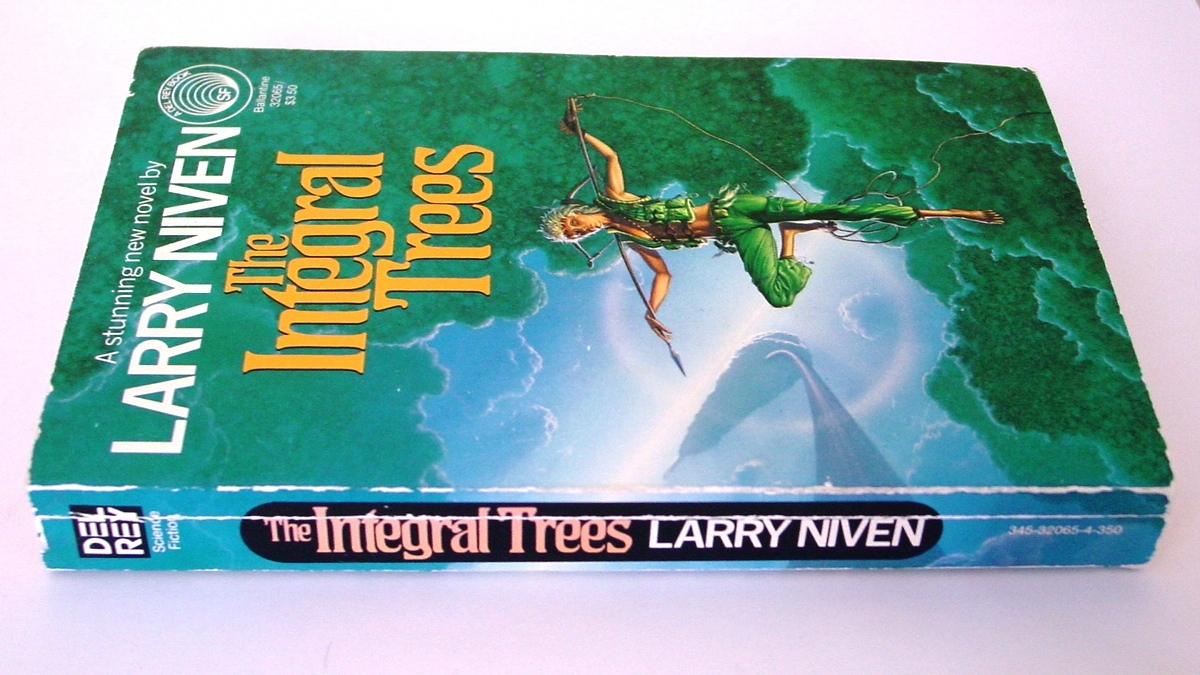 A stunning new novel by
LARRY NIVEN
A DEL REY BOOK
SF
Ballantine
32065/
$3.50
The
Integral
Trees
DEL
REY
Science
Fiction
The Integral Trees LARRY NIVEN
345-32065-4-350